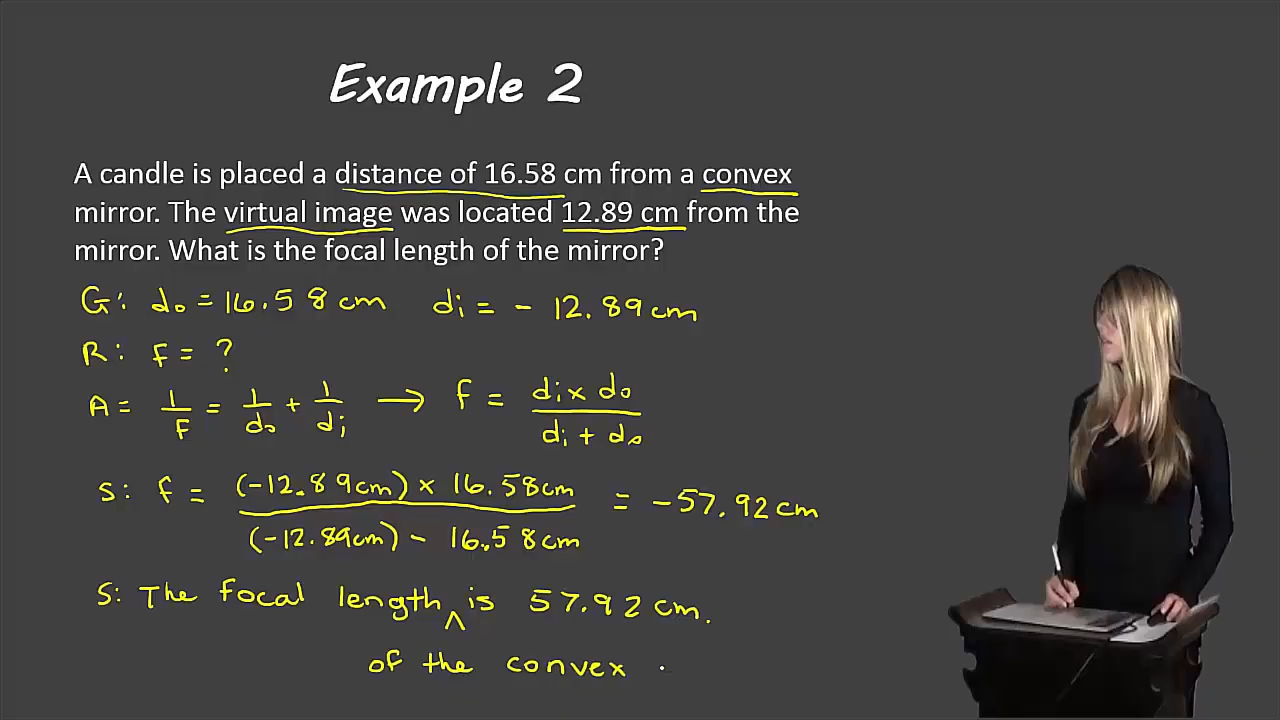 Example 2
A candle is placed a distance of 16.58 cm from a convex
mirror. The virtual image was located 12.89 cm from the
mirror. What is the focal length of the mirror?
G: do = 16.58 cm di = - 12.89 cm
R: f = ?
A = 1/F = 1/do + 1/di → f = di x do / di + do
S: f = (-12.89cm) x 16.58cm / (-12.89cm) - 16.58cm = -57.92 cm
S: The focal length ^ is 57.92 cm.
of the convex